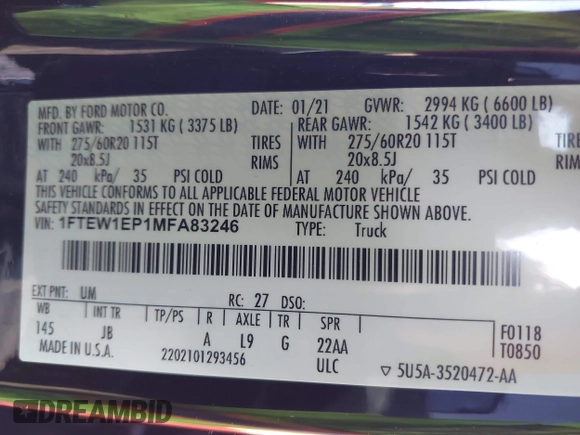 MFD. BY FORD MOTOR CO. DATE: 01/21 GVWR: 2994 KG ( 6600 LB)
FRONT GAWR: 1531 KG ( 3375 LB) REAR GAWR: 1542 KG ( 3400 LB)
WITH 275/60R20 115T TIRES WITH 275/60R20 115T TIRES
20x8.5J RIMS 20x8.5J RIMS
AT 240 kPa/ 35 PSI COLD AT 240 kPa/ 35 PSI COLD
THIS VEHICLE CONFORMS TO ALL APPLICABLE FEDERAL MOTOR VEHICLE
SAFETY STANDARDS IN EFFECT ON THE DATE OF MANUFACTURE SHOWN ABOVE.
VIN: 1FTEW1EP1MFA83246 TYPE: Truck
EXT PNT: UM RC: 27 DSO:
WB INT TR TP/PS R AXLE TR SPR F0118
145 JB A L9 G 22AA T0850
MADE IN U.S.A. 2202101293456 ULC ▽ 5U5A-3520472-AA
DREAMBID